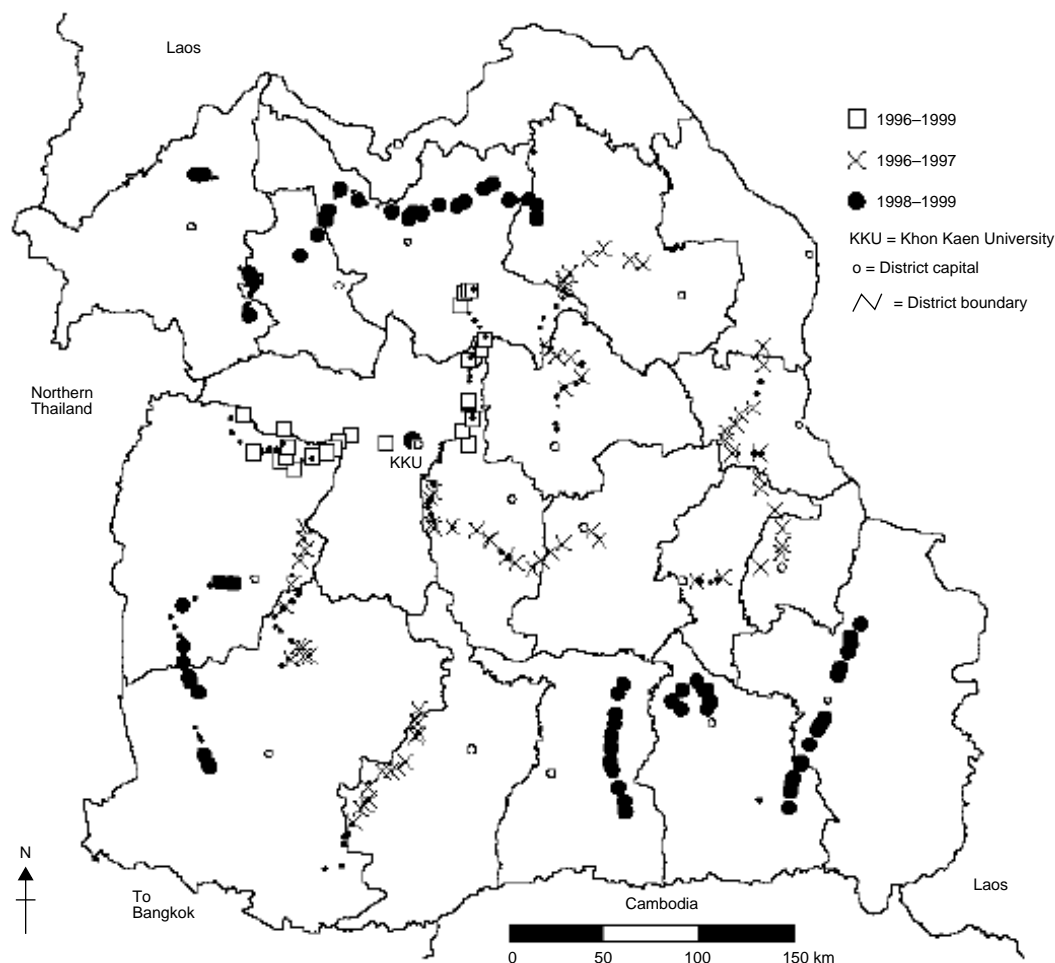 Laos
1996–1999
1996–1997
1998–1999
KKU = Khon Kaen University
o = District capital
= District boundary
Northern
Thailand
KKU
N
To
Bangkok
Cambodia
Laos
0 50 100 150 km